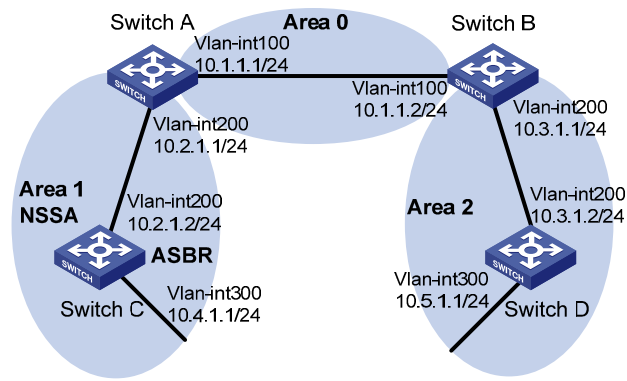 Switch A
Area 0
Switch B
SWITCH
Vlan-int100
10.1.1.1/24
Vlan-int100
10.1.1.2/24
SWITCH
Vlan-int200
10.2.1.1/24
Vlan-int200
10.3.1.1/24
Area 1
NSSA
Vlan-int200
10.2.1.2/24
Area 2
Vlan-int200
10.3.1.2/24
SWITCH
ASBR
SWITCH
Switch C
Vlan-int300
10.4.1.1/24
Vlan-int300
10.5.1.1/24
Switch D